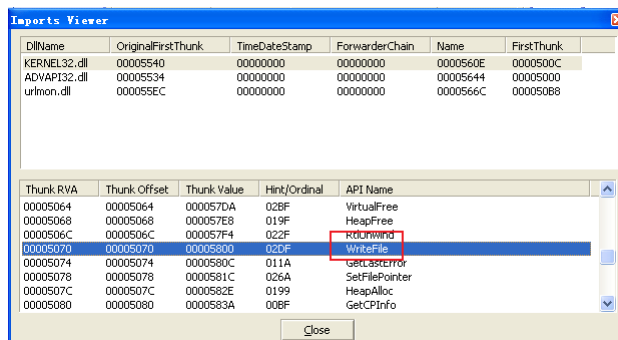 Imports Viewer
DllName OriginalFirstThunk TimeDateStamp ForwarderChain Name FirstThunk
KERNEL32.dll 00005540 00000000 00000000 0000560E 0000500C
ADVAPI32.dll 00005534 00000000 00000000 00005644 00005000
urlmon.dll 000055EC 00000000 00000000 0000566C 000050B8
Thunk RVA Thunk Offset Thunk Value Hint/Ordinal API Name
00005064 00005064 000057DA 02BF VirtualFree
00005068 00005068 000057E8 019F HeapFree
0000506C 0000506C 000057F4 022F RtlUnwind
00005070 00005070 00005800 02DF WriteFile
00005074 00005074 0000580C 011A GetLastError
00005078 00005078 0000581C 026A SetFilePointer
0000507C 0000507C 0000582E 0199 HeapAlloc
00005080 00005080 0000583A 00BF GetCPInfo
Close